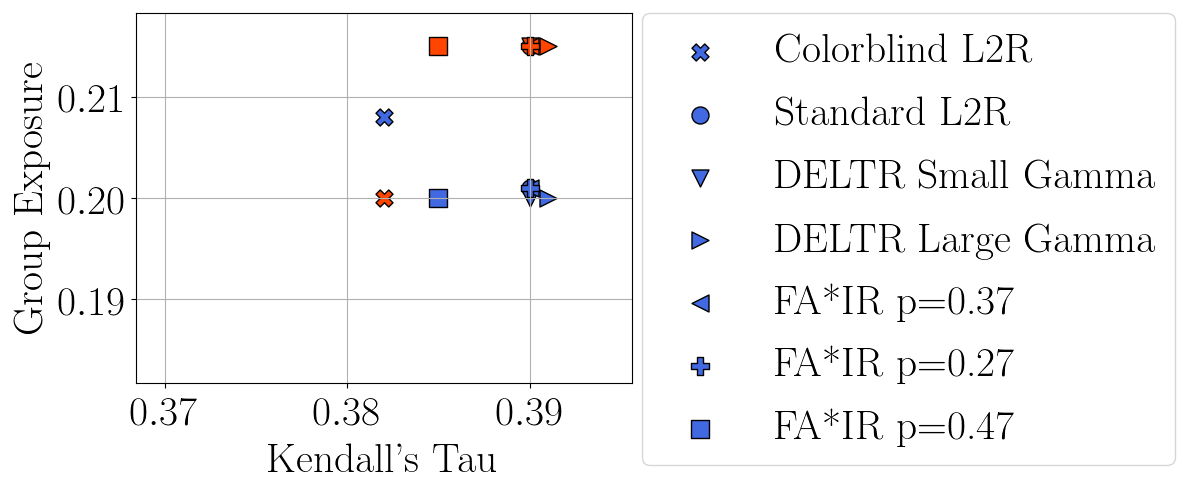 Group Exposure
0.21
0.20
0.19
0.37
0.38
0.39
Kendall's Tau
Colorblind L2R
Standard L2R
DELTR Small Gamma
DELTR Large Gamma
FA*IR p=0.37
FA*IR p=0.27
FA*IR p=0.47